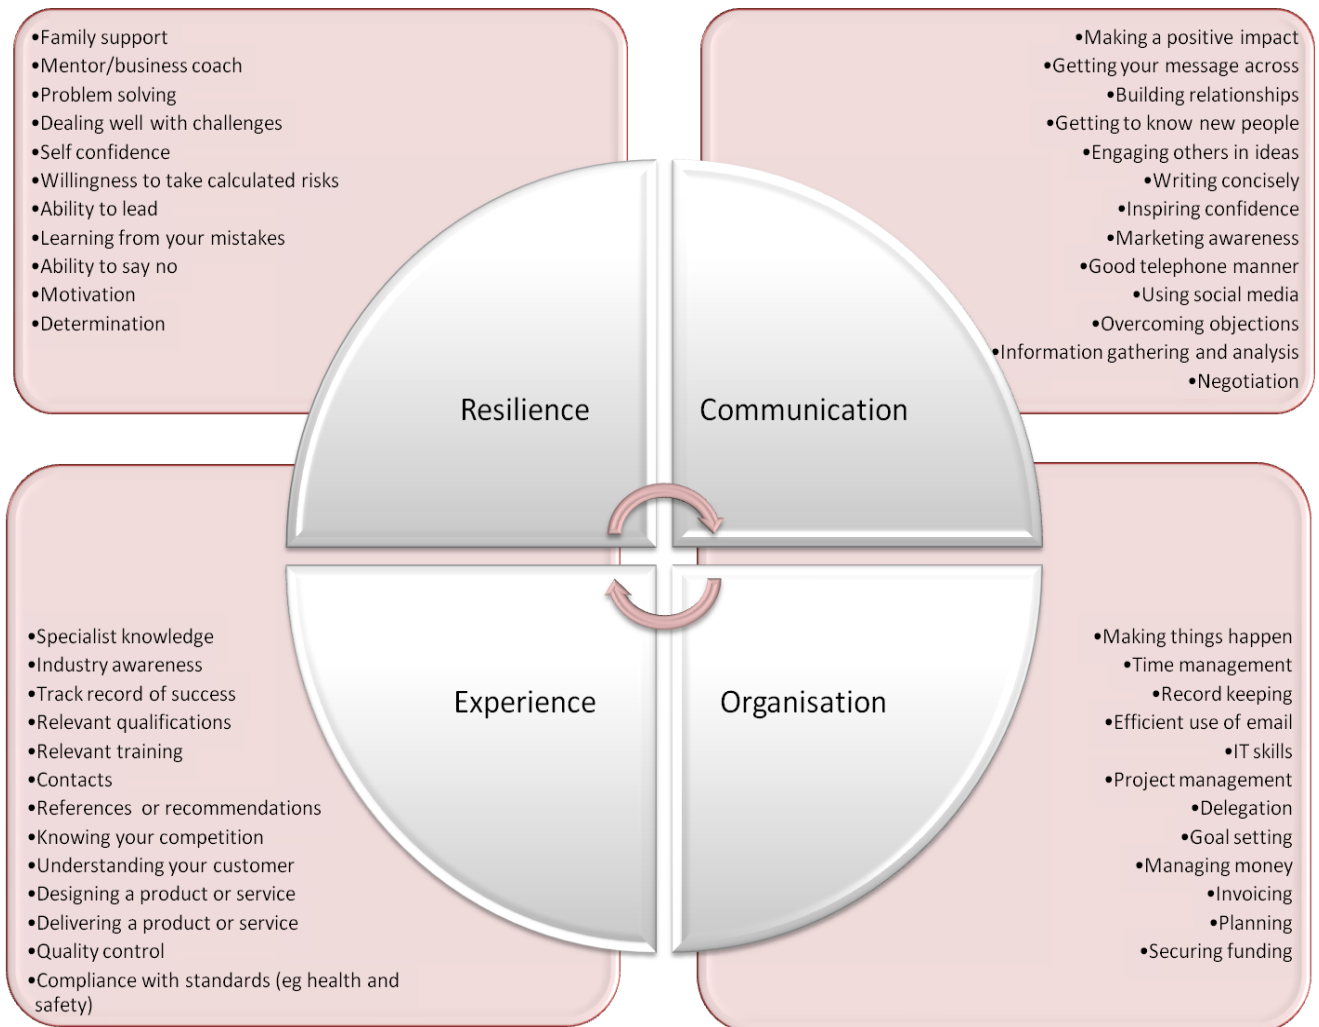 •Family support
•Mentor/business coach
•Problem solving
•Dealing well with challenges
•Self confidence
•Willingness to take calculated risks
•Ability to lead
•Learning from your mistakes
•Ability to say no
•Motivation
•Determination
•Making a positive impact
•Getting your message across
•Building relationships
•Getting to know new people
•Engaging others in ideas
•Writing concisely
•Inspiring confidence
•Marketing awareness
•Good telephone manner
•Using social media
•Overcoming objections
•Information gathering and analysis
•Negotiation
Resilience
Communication
Experience
Organisation
•Specialist knowledge
•Industry awareness
•Track record of success
•Relevant qualifications
•Relevant training
•Contacts
•References or recommendations
•Knowing your competition
•Understanding your customer
•Designing a product or service
•Delivering a product or service
•Quality control
•Compliance with standards (eg health and
safety)
•Making things happen
•Time management
•Record keeping
•Efficient use of email
•IT skills
•Project management
•Delegation
•Goal setting
•Managing money
•Invoicing
•Planning
•Securing funding